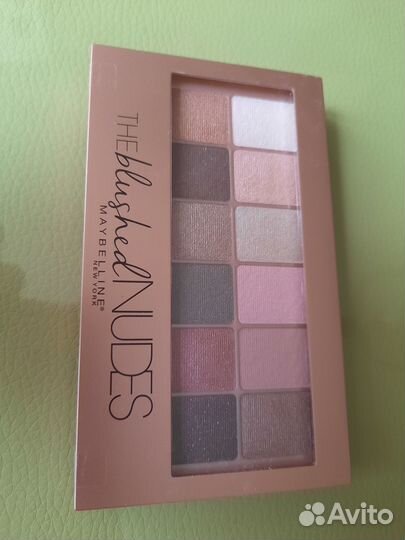 THE blushed NUDES
MAYBELLINE®
NEW YORK
Avito